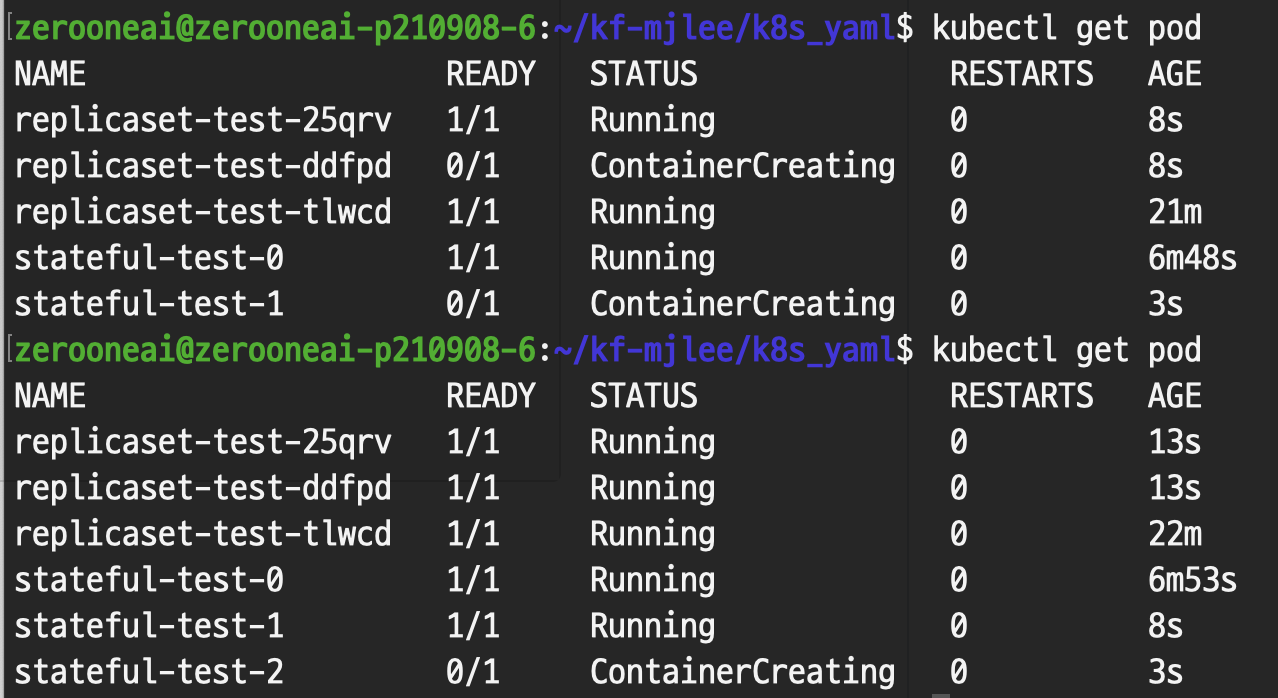 [zerooneai@zerooneai-p210908-6:~/kf-mjlee/k8s_yaml$ kubectl get pod
NAME                    READY   STATUS              RESTARTS   AGE
replicaset-test-25qrv   1/1     Running             0          8s
replicaset-test-ddfpd   0/1     ContainerCreating   0          8s
replicaset-test-tlwcd   1/1     Running             0          21m
stateful-test-0         1/1     Running             0          6m48s
stateful-test-1         0/1     ContainerCreating   0          3s
[zerooneai@zerooneai-p210908-6:~/kf-mjlee/k8s_yaml$ kubectl get pod
NAME                    READY   STATUS              RESTARTS   AGE
replicaset-test-25qrv   1/1     Running             0          13s
replicaset-test-ddfpd   1/1     Running             0          13s
replicaset-test-tlwcd   1/1     Running             0          22m
stateful-test-0         1/1     Running             0          6m53s
stateful-test-1         1/1     Running             0          8s
stateful-test-2         0/1     ContainerCreating   0          3s